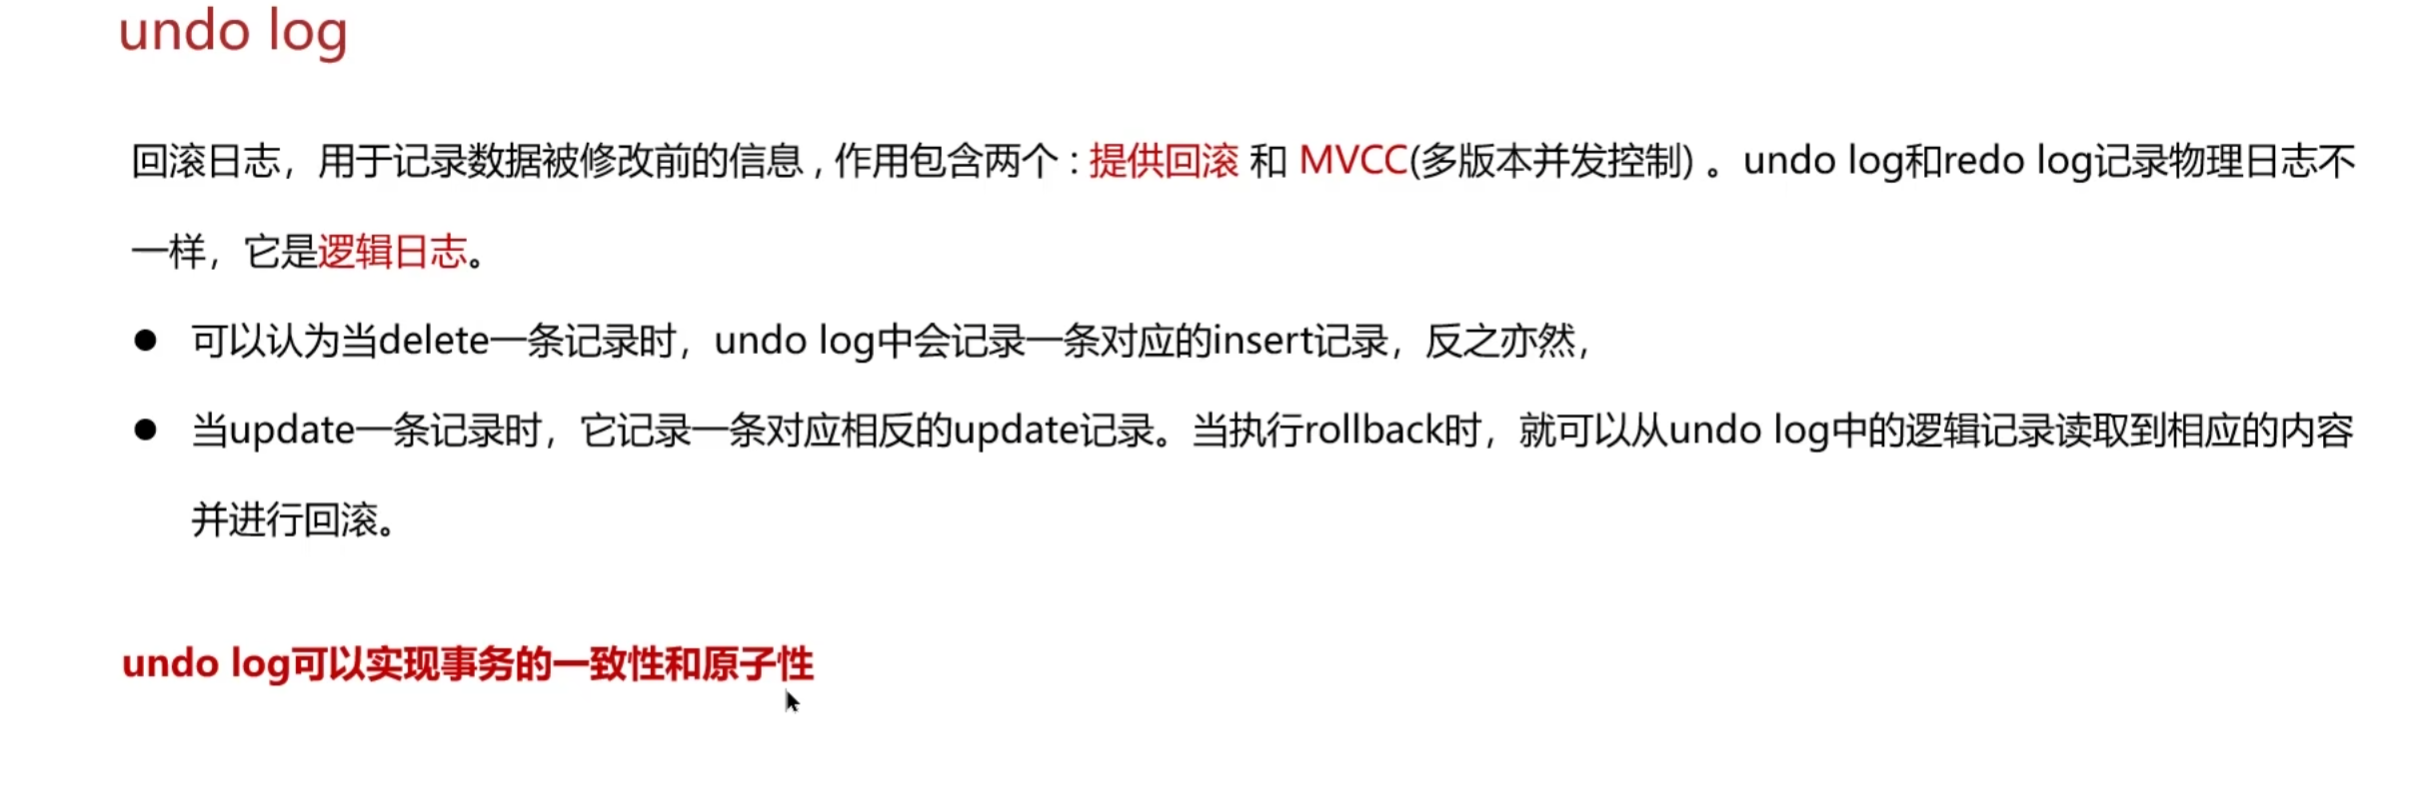 undo log
回滚日志，用于记录数据被修改前的信息 , 作用包含两个 : 提供回滚 和 MVCC(多版本并发控制) 。undo log和redo log记录物理日志不
一样，它是逻辑日志。
● 可以认为当delete一条记录时，undo log中会记录一条对应的insert记录，反之亦然，
● 当update一条记录时，它记录一条对应相反的update记录。当执行rollback时，就可以从undo log中的逻辑记录读取到相应的内容
并进行回滚。
undo log可以实现事务的一致性和原子性